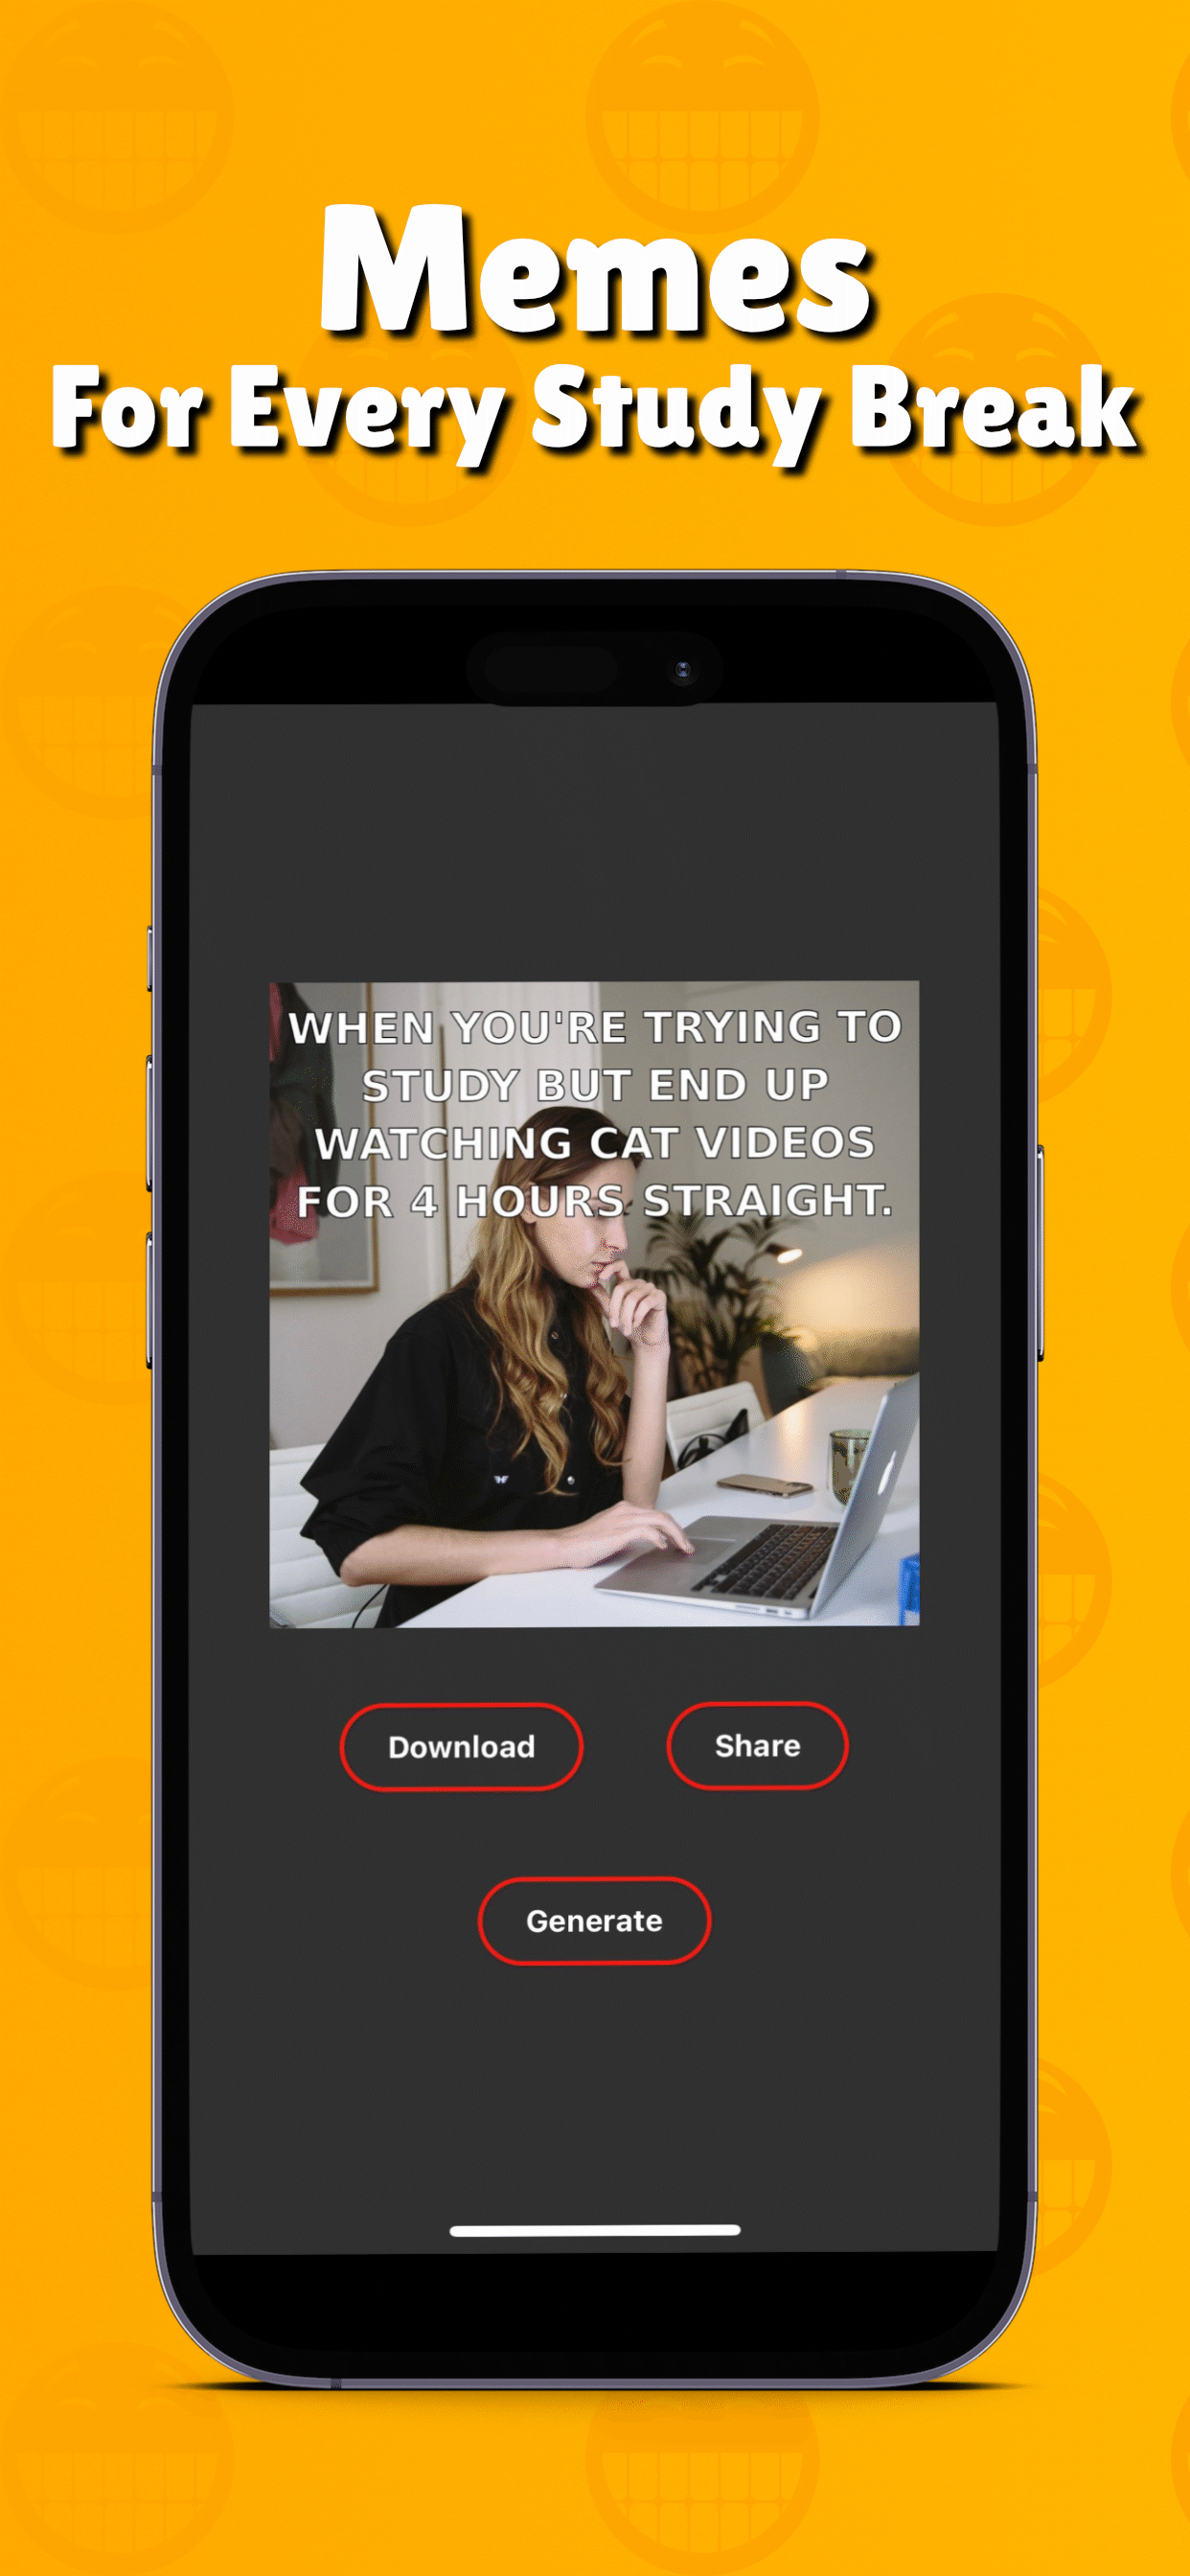 Memes
For Every Study Break
WHEN YOU'RE TRYING TO
STUDY BUT END UP
WATCHING CAT VIDEOS
FOR 4 HOURS STRAIGHT.
Download
Share
Generate